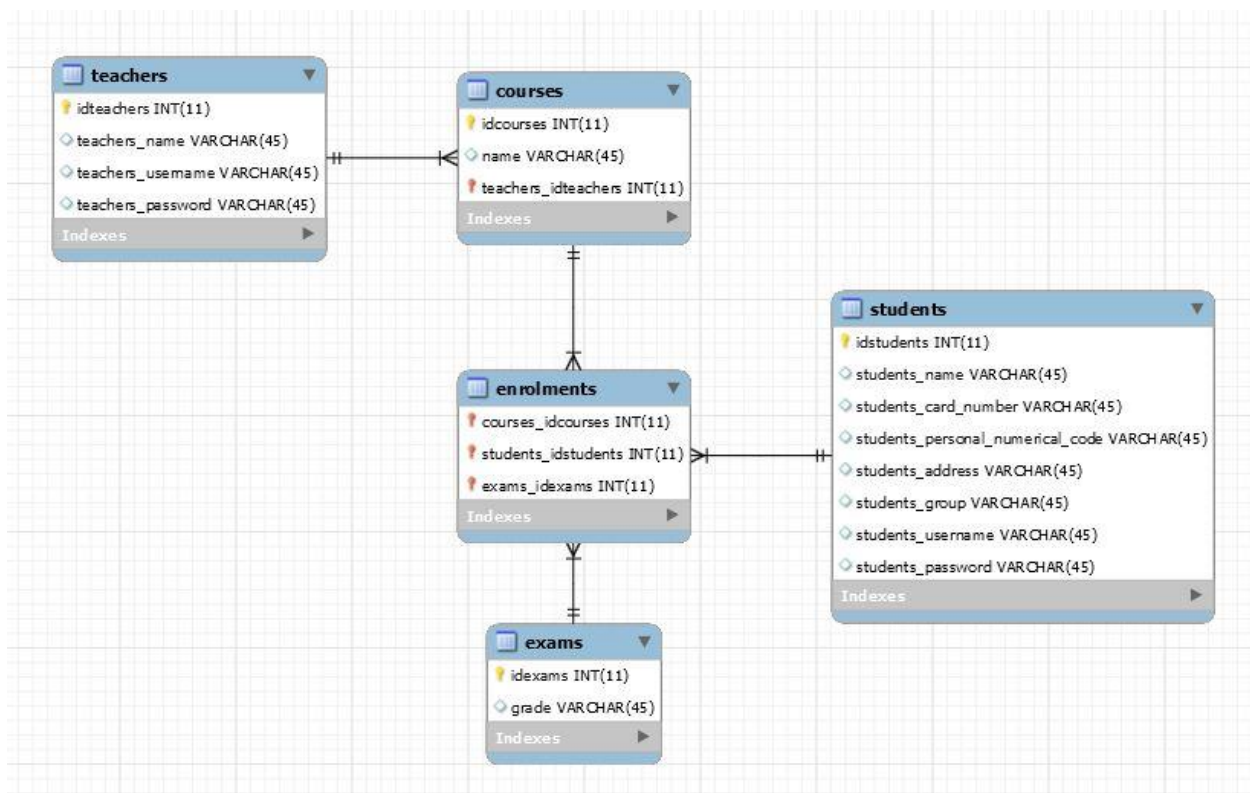 teachers
idteachers INT(11)
teachers_name VARCHAR(45)
teachers_username VARCHAR(45)
teachers_password VARCHAR(45)
Indexes
courses
idcourses INT(11)
name VARCHAR(45)
teachers_idteachers INT(11)
Indexes
enrolments
courses_idcourses INT(11)
students_idstudents INT(11)
exams_idexams INT(11)
Indexes
students
idstudents INT(11)
students_name VARCHAR(45)
students_card_number VARCHAR(45)
students_personal_numerical_code VARCHAR(45)
students_address VARCHAR(45)
students_group VARCHAR(45)
students_username VARCHAR(45)
students_password VARCHAR(45)
Indexes
exams
idexams INT(11)
grade VARCHAR(45)
Indexes